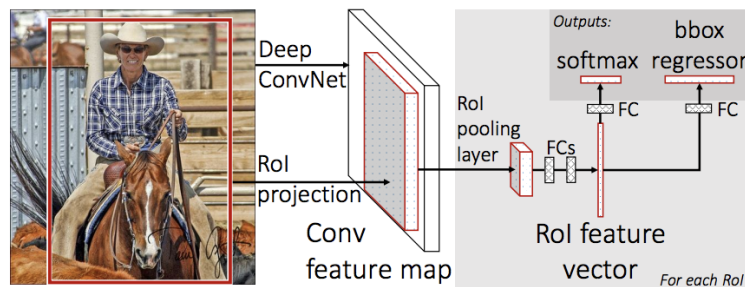 Deep
ConvNet
RoI
projection
Conv
feature map
RoI
pooling
layer
FCs
RoI feature
vector
Outputs:
softmax
FC
bbox
regressor
FC
For each RoI